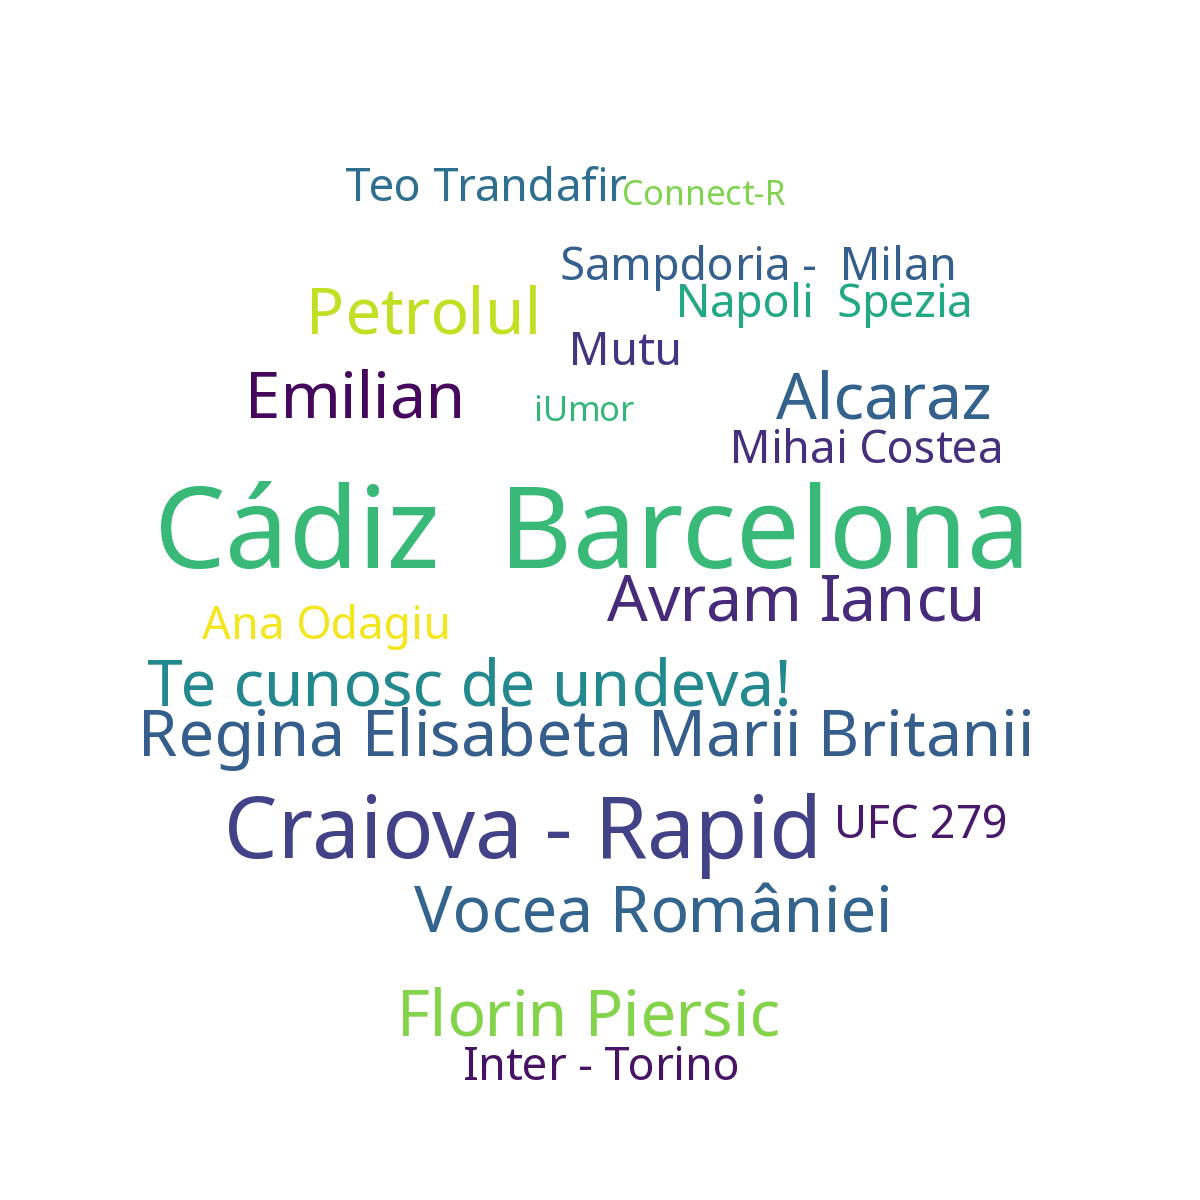 Teo Trandafir
Connect-R
Sampdoria - Milan
Napoli Spezia
Petrolul
Mutu
Emilian
iUmor
Alcaraz
Mihai Costea
Cádiz Barcelona
Avram Iancu
Ana Odagiu
Te cunosc de undeva!
Regina Elisabeta Marii Britanii
Craiova - Rapid
UFC 279
Vocea României
Florin Piersic
Inter - Torino